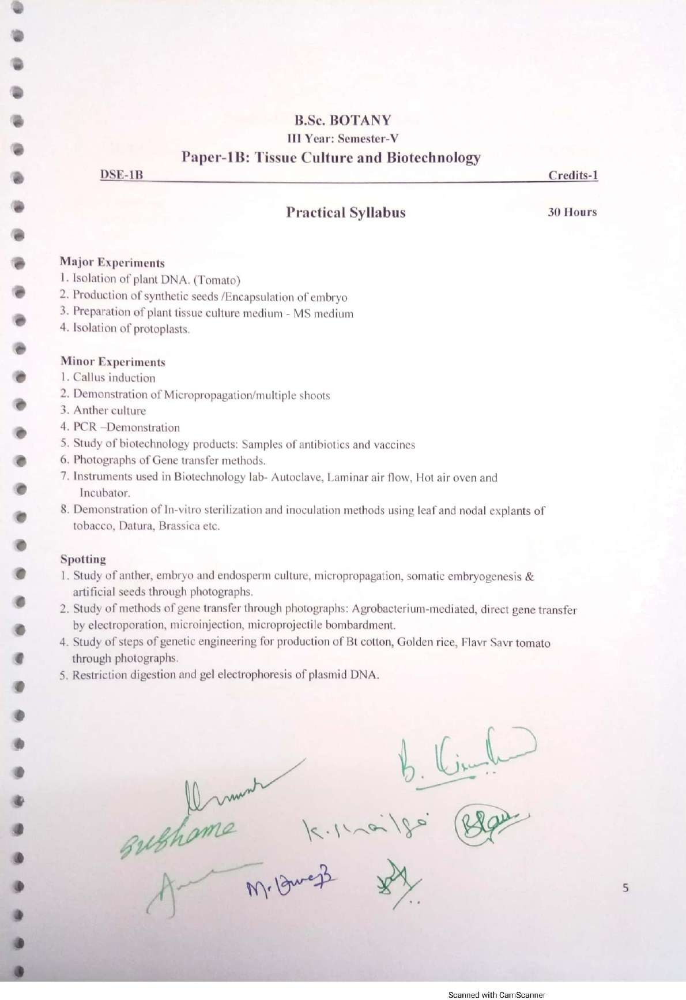 B.Sc. BOTANY
III Year: Semester-V
Paper-1B: Tissue Culture and Biotechnology
DSE-1B Credits-1
Practical Syllabus 30 Hours
Major Experiments
1. Isolation of plant DNA. (Tomato)
2. Production of synthetic seeds /Encapsulation of embryo
3. Preparation of plant tissue culture medium - MS medium
4. Isolation of protoplasts.
Minor Experiments
1. Callus induction
2. Demonstration of Micropropagation/multiple shoots
3. Anther culture
4. PCR –Demonstration
5. Study of biotechnology products: Samples of antibiotics and vaccines
6. Photographs of Gene transfer methods.
7. Instruments used in Biotechnology lab- Autoclave, Laminar air flow, Hot air oven and
Incubator.
8. Demonstration of In-vitro sterilization and inoculation methods using leaf and nodal explants of
tobacco, Datura, Brassica etc.
Spotting
1. Study of anther, embryo and endosperm culture, micropropagation, somatic embryogenesis &
artificial seeds through photographs.
2. Study of methods of gene transfer through photographs: Agrobacterium-mediated, direct gene transfer
by electroporation, microinjection, microprojectile bombardment.
4. Study of steps of genetic engineering for production of Bt cotton, Golden rice, Flavr Savr tomato
through photographs.
5. Restriction digestion and gel electrophoresis of plasmid DNA.
5
Scanned with CamScanner